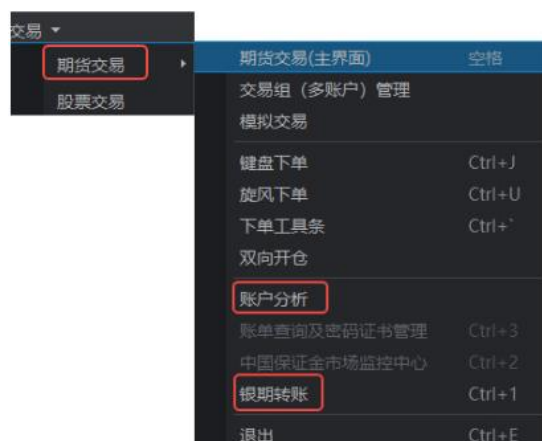 交易
期货交易
股票交易
期货交易(主界面) 空格
交易组（多账户）管理
模拟交易
键盘下单 Ctrl+J
旋风下单 Ctrl+U
下单工具条 Ctrl+`
双向开仓
账户分析
账单查询及密码证书管理 Ctrl+3
中国保证金市场监控中心 Ctrl+2
银期转账 Ctrl+1
退出 Ctrl+F